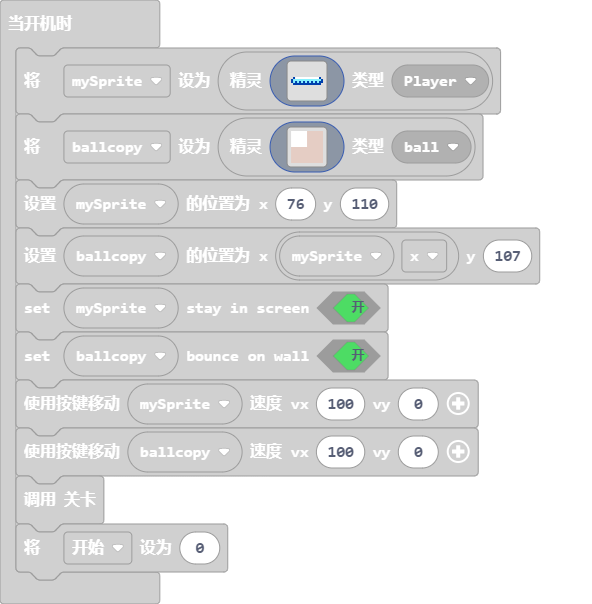 当开机时
将 mySprite 设为 精灵 类型 Player
将 ballcopy 设为 精灵 类型 ball
设置 mySprite 的位置为 x 76 y 110
设置 ballcopy 的位置为 x mySprite x y 107
set mySprite stay in screen 开
set ballcopy bounce on wall 开
使用按键移动 mySprite 速度 vx 100 vy 0
使用按键移动 ballcopy 速度 vx 100 vy 0
调用 关卡
将 开始 设为 0